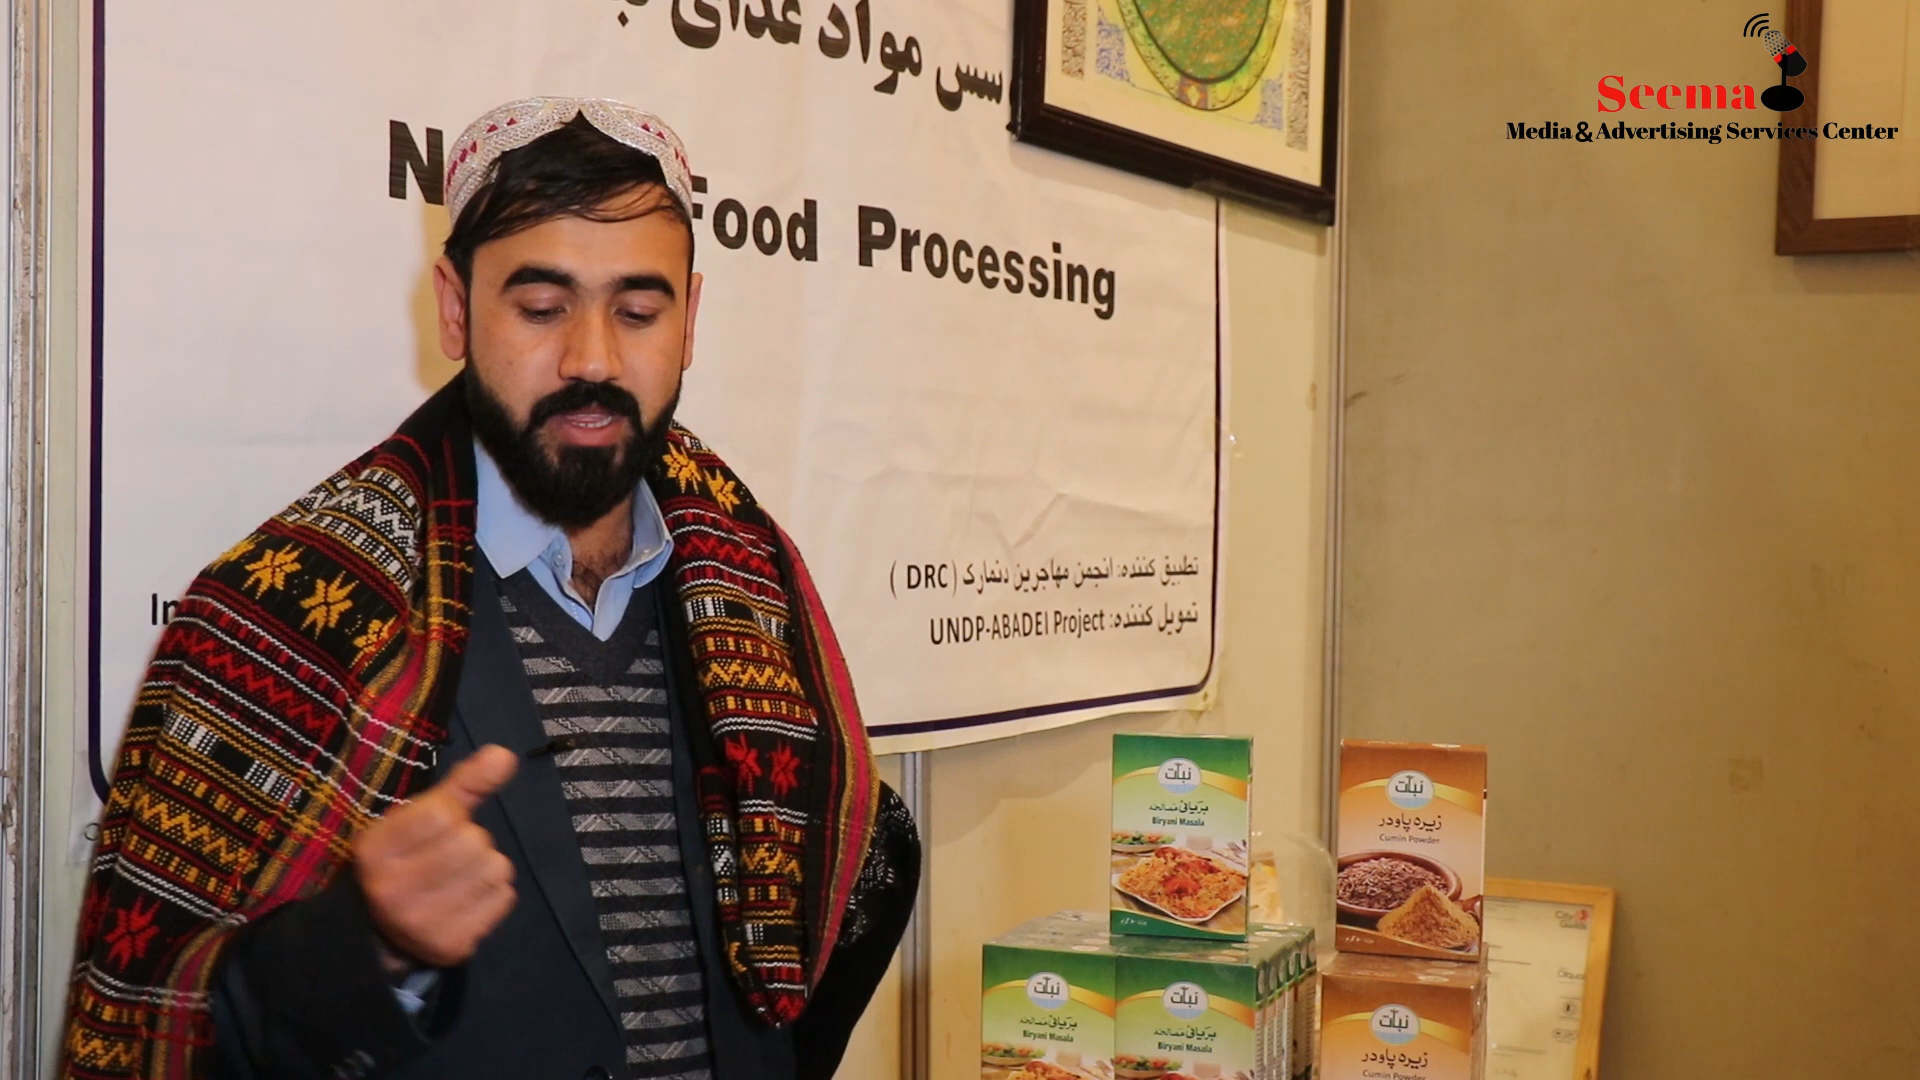 سس مواد غذای
Food Processing
تطبیق کننده: انجمن مهاجرین دنمارک (DRC)
تمویل کننده: UNDP-ABADEI Project
Seema
Media & Advertising Services Center
نبات
بریانی مصالحه
Biryani Masala
نبات
زیره پاودر
Cumin Powder
نبات
بریانی مصالحه
Biryani Masala
نبات
بریانی مصالحه
Biryani Masala
نبات
زیره پاودر
Cumin Powder